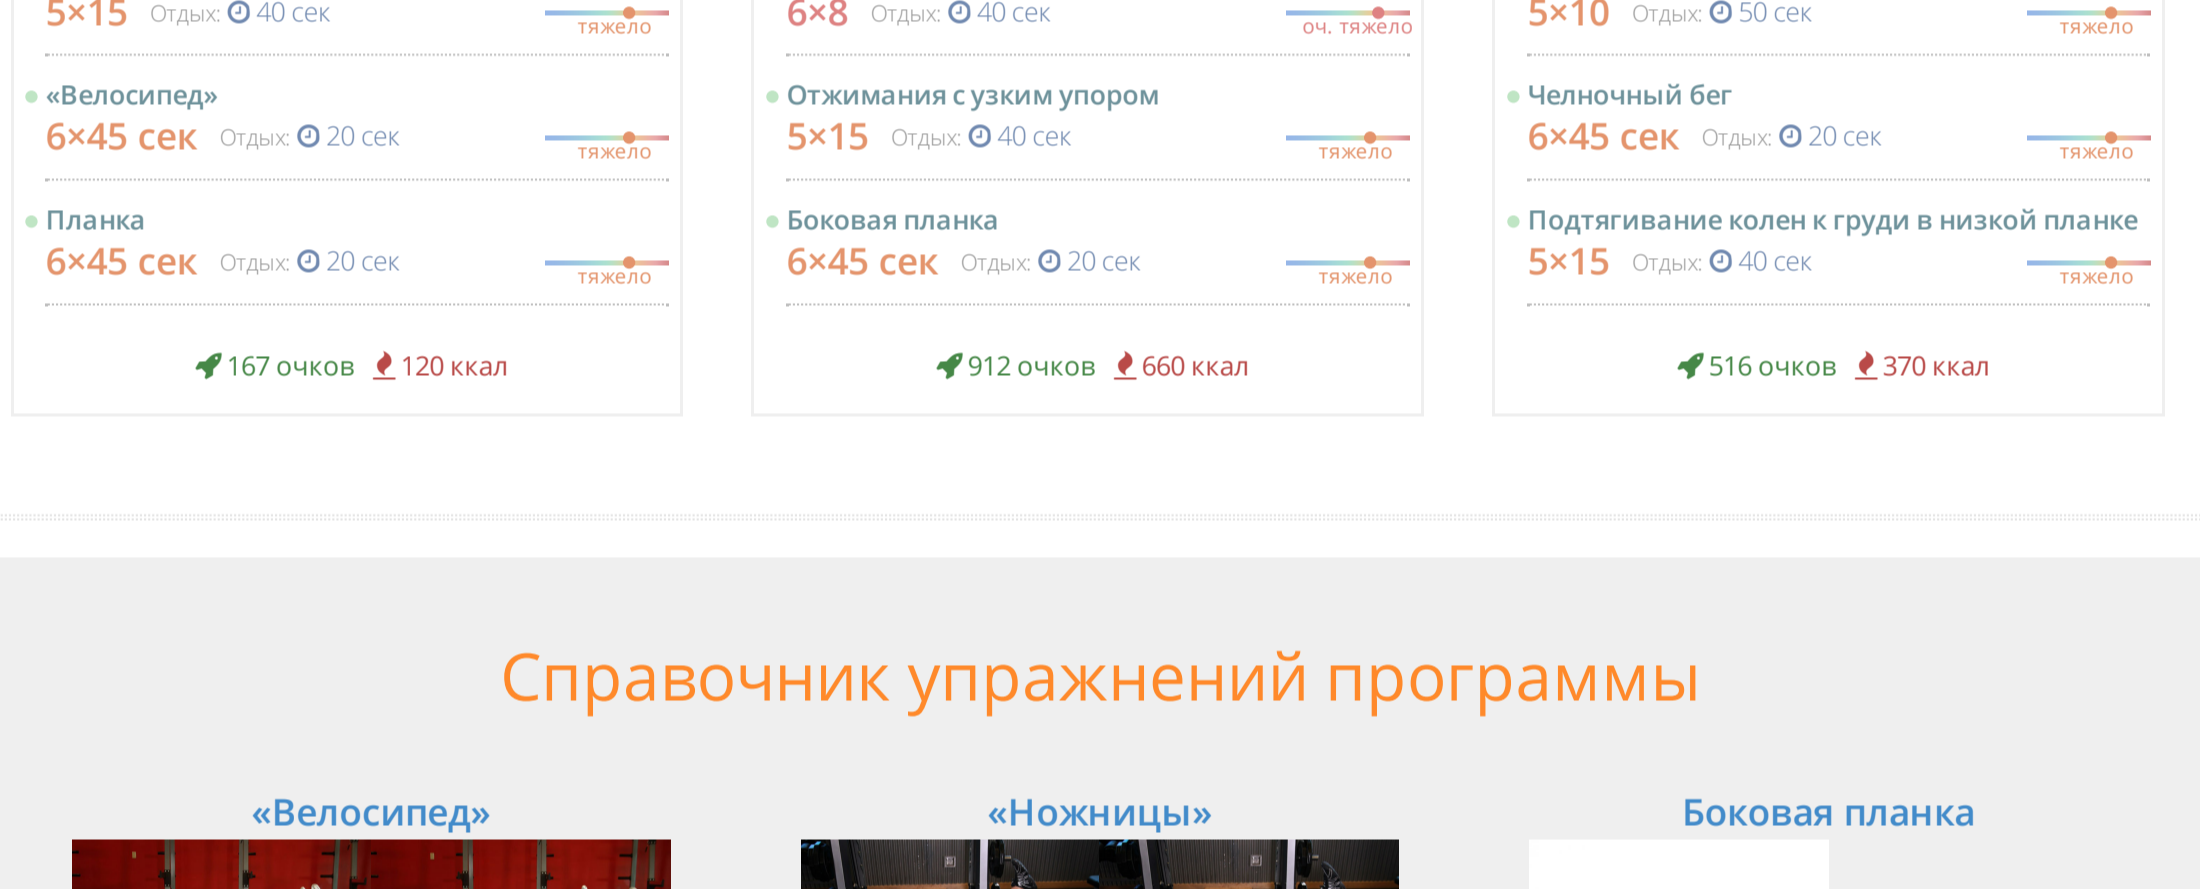 5×15 Отдых: 40 сек
тяжело
«Велосипед»
6×45 сек Отдых: 20 сек
тяжело
Планка
6×45 сек Отдых: 20 сек
тяжело
167 очков 120 ккал
6×8 Отдых: 40 сек
оч. тяжело
Отжимания с узким упором
5×15 Отдых: 40 сек
тяжело
Боковая планка
6×45 сек Отдых: 20 сек
тяжело
912 очков 660 ккал
5×10 Отдых: 50 сек
тяжело
Челночный бег
6×45 сек Отдых: 20 сек
тяжело
Подтягивание колен к груди в низкой планке
5×15 Отдых: 40 сек
тяжело
516 очков 370 ккал
Справочник упражнений программы
«Велосипед»
«Ножницы»
Боковая планка